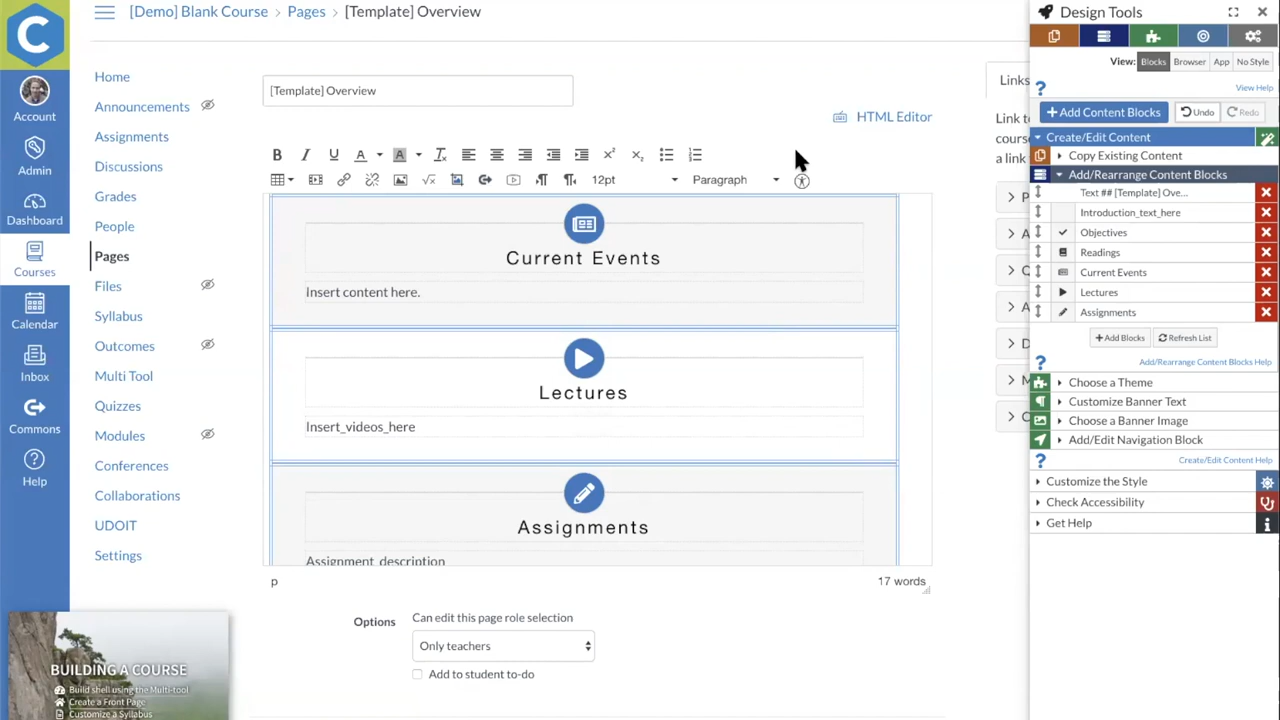 [Demo] Blank Course > Pages > [Template] Overview
Account
Admin
Dashboard
Courses
Calendar
Inbox
Commons
Help
Home
Announcements
Assignments
Discussions
Grades
People
Pages
Files
Syllabus
Outcomes
Multi Tool
Quizzes
Modules
Conferences
Collaborations
UDOIT
Settings
[Template] Overview
HTML Editor
12pt
Paragraph
Current Events
Insert content here.
Lectures
Insert_videos_here
Assignments
Assignment_description
p
17 words
Options
Can edit this page role selection
Only teachers
Add to student to-do
BUILDING A COURSE
Build shell using the Multi-tool
Create a Front Page
Customize a Syllabus
Links
Link to
cours
a link
P
A
Q
A
D
M
C
Design Tools
View: Blocks Browser App No Style
View Help
+Add Content Blocks Undo Redo
Create/Edit Content
Copy Existing Content
Add/Rearrange Content Blocks
Text ## [Template] Ove...
Introduction_text_here
Objectives
Readings
Current Events
Lectures
Assignments
+Add Blocks Refresh List
Add/Rearrange Content Blocks Help
Choose a Theme
Customize Banner Text
Choose a Banner Image
Add/Edit Navigation Block
Create/Edit Content Help
Customize the Style
Check Accessibility
Get Help